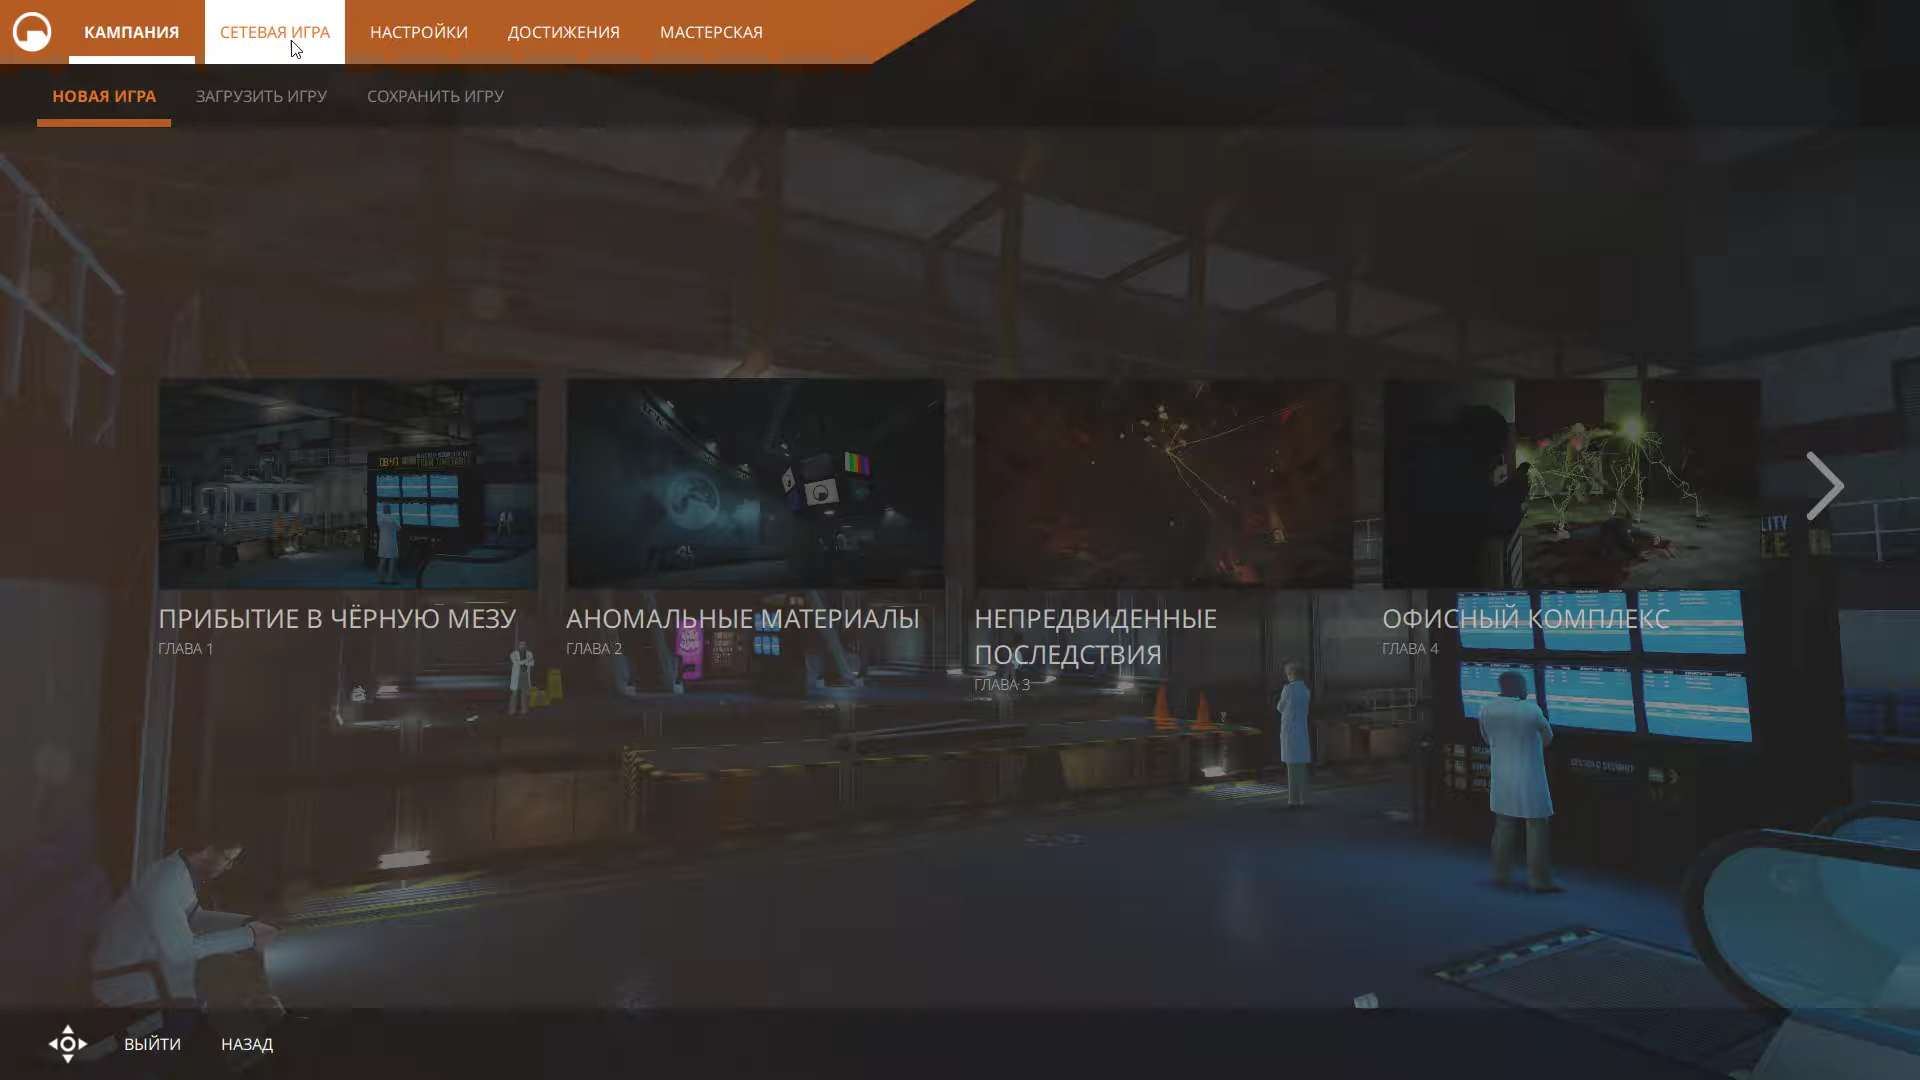 КАМПАНИЯ СЕТЕВАЯ ИГРА НАСТРОЙКИ ДОСТИЖЕНИЯ МАСТЕРСКАЯ
НОВАЯ ИГРА ЗАГРУЗИТЬ ИГРУ СОХРАНИТЬ ИГРУ
ПРИБЫТИЕ В ЧЁРНУЮ МЕЗУ
ГЛАВА 1
АНОМАЛЬНЫЕ МАТЕРИАЛЫ
ГЛАВА 2
НЕПРЕДВИДЕННЫЕ
ПОСЛЕДСТВИЯ
ГЛАВА 3
ОФИСНЫЙ КОМПЛЕКС
ГЛАВА 4
ВЫЙТИ НАЗАД